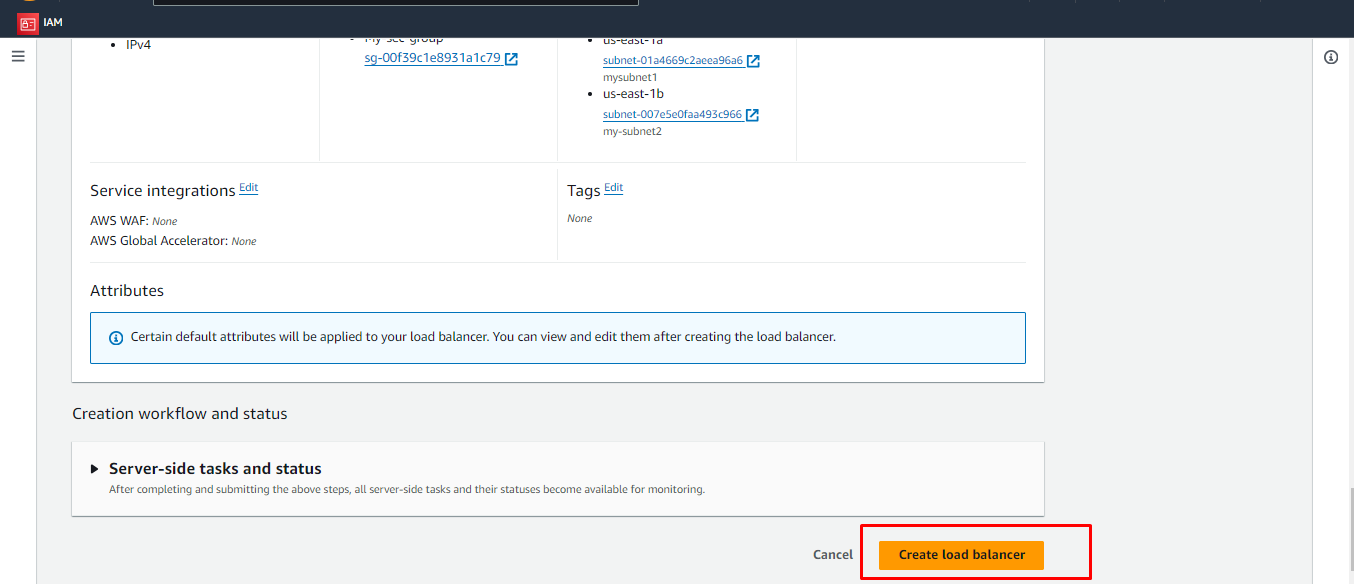 IAM
IPv4
My-sec-group
sg-00f39c1e8931a1c79
us-east-1a
subnet-01a4669c2aeea96a6
mysubnet1
us-east-1b
subnet-007e5e0faa493c966
my-subnet2
Service integrations Edit
AWS WAF: None
AWS Global Accelerator: None
Tags Edit
None
Attributes
Certain default attributes will be applied to your load balancer. You can view and edit them after creating the load balancer.
Creation workflow and status
Server-side tasks and status
After completing and submitting the above steps, all server-side tasks and their statuses become available for monitoring.
Cancel
Create load balancer